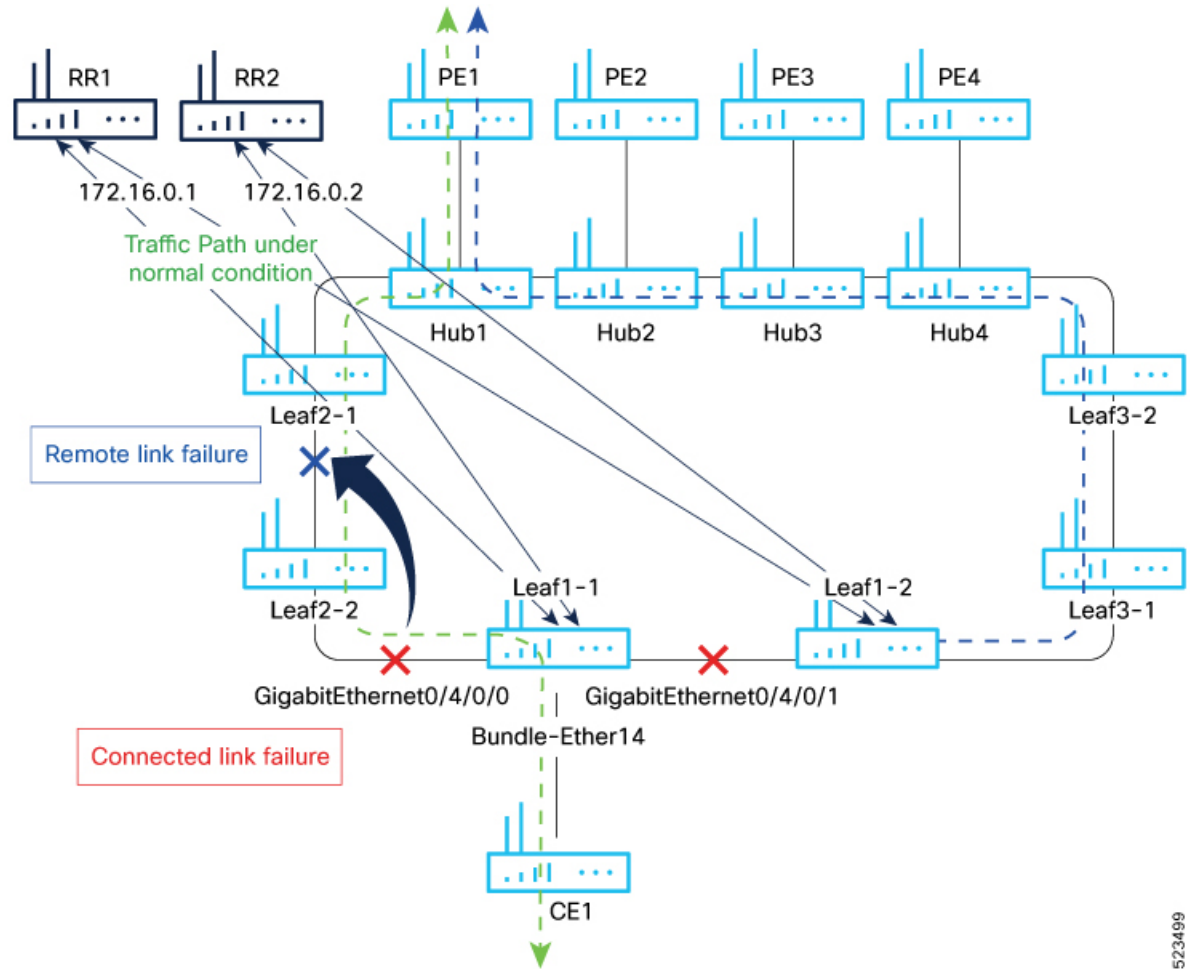 RR1
RR2
PE1
PE2
PE3
PE4
172.16.0.1
172.16.0.2
Traffic Path under
normal condition
Hub1
Hub2
Hub3
Hub4
Leaf2-1
Leaf3-2
Remote link failure
Leaf1-1
Leaf1-2
Leaf2-2
Leaf3-1
GigabitEthernet0/4/0/0
GigabitEthernet0/4/0/1
Bundle-Ether14
Connected link failure
CE1
523499